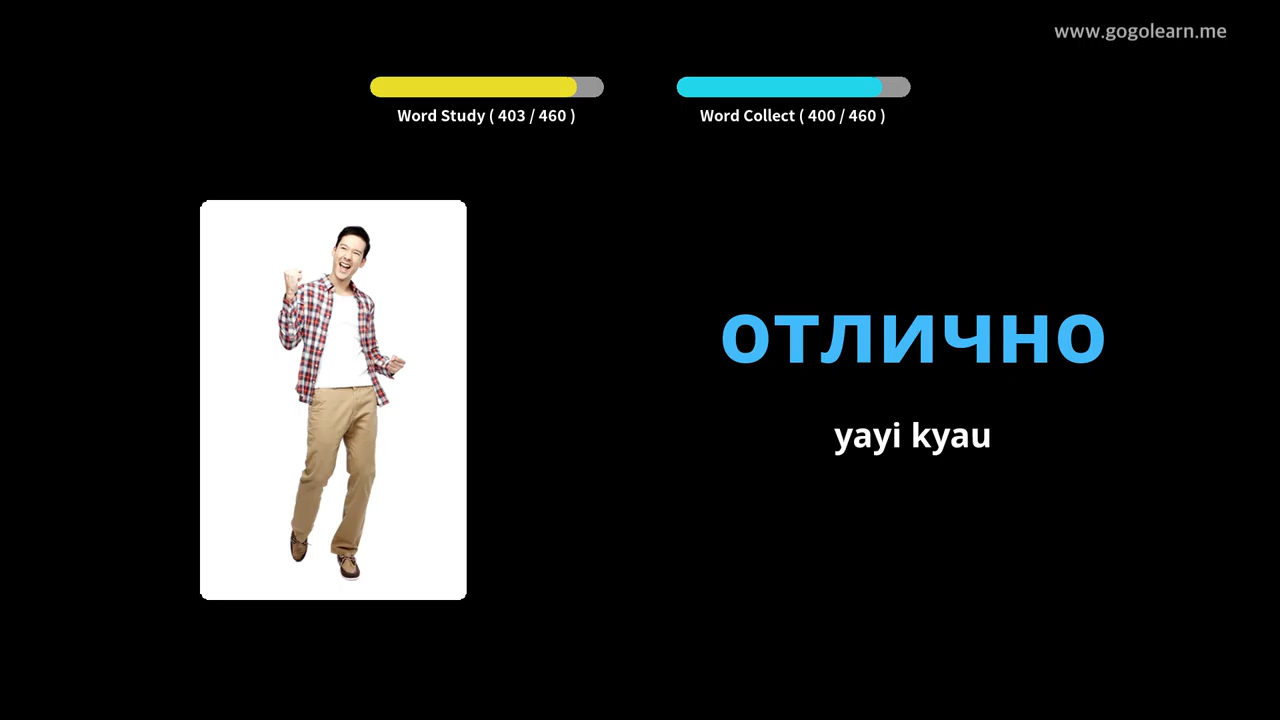 www.gogolearn.me
Word Study ( 403 / 460 )
Word Collect ( 400 / 460 )
отлично
yayi kyau